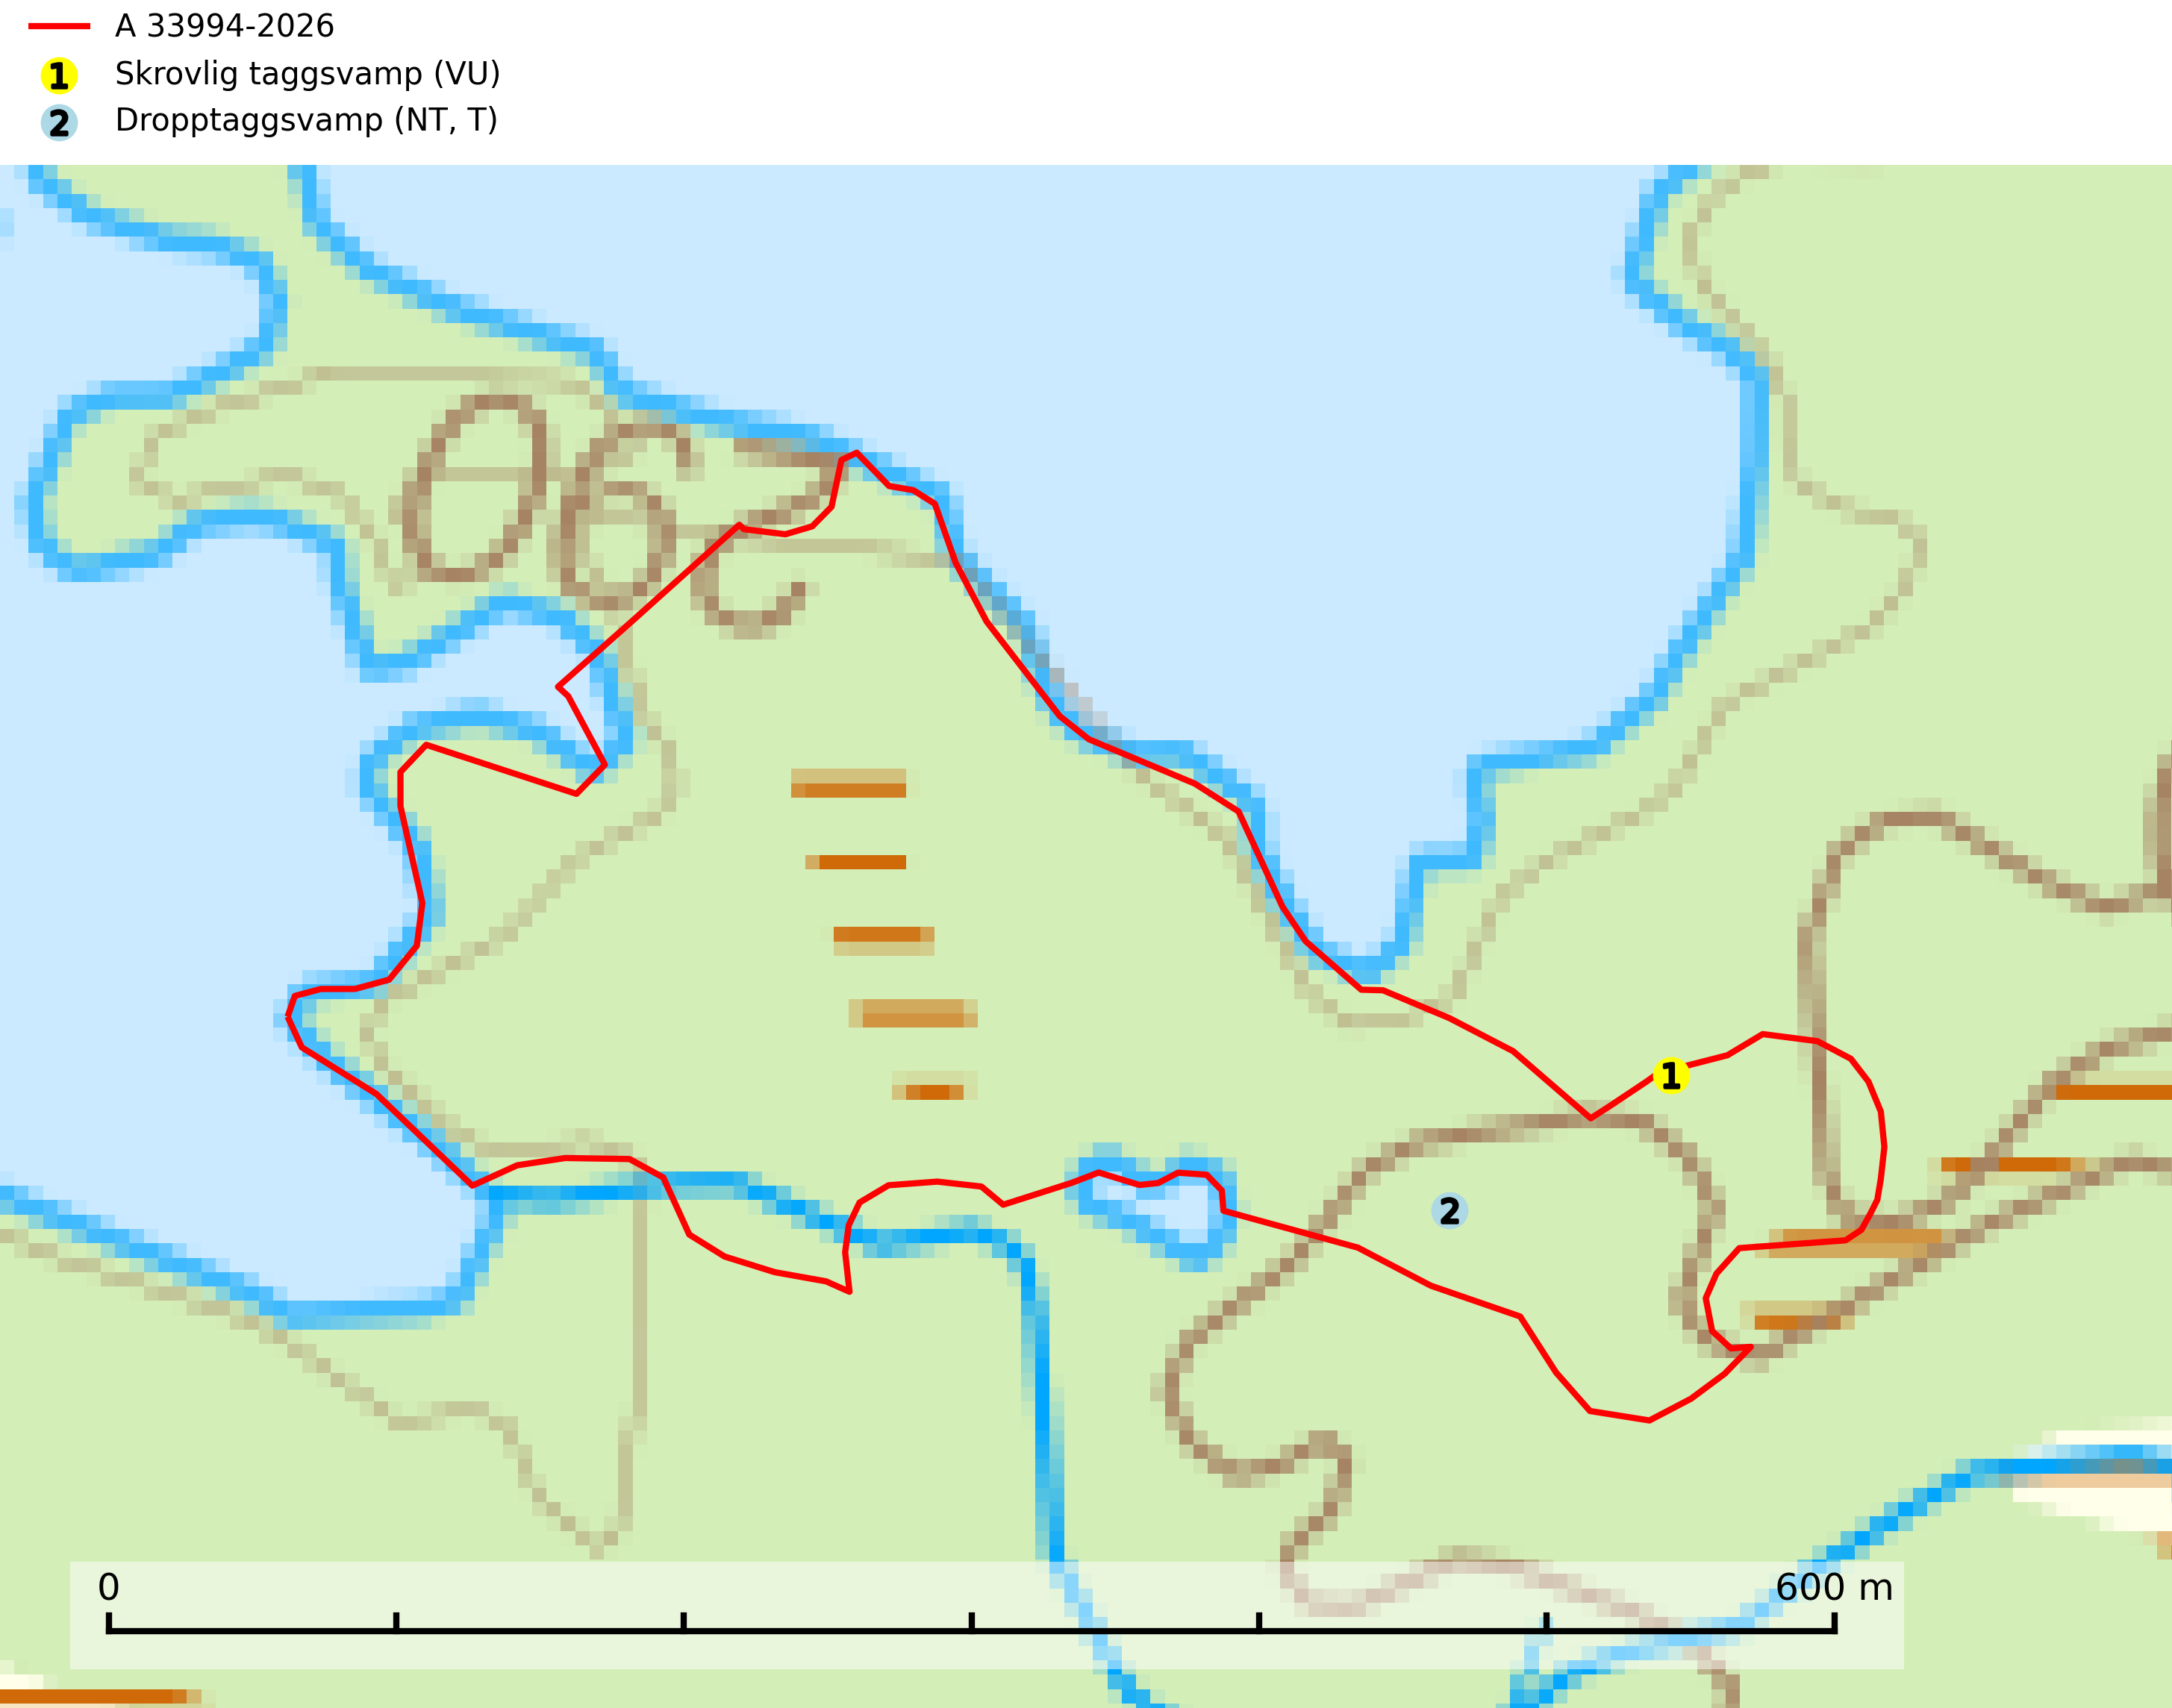 A 33994-2026
1 Skrovlig taggsvamp (VU)
2 Dropptaggsvamp (NT, T)
1
2
0 600 m